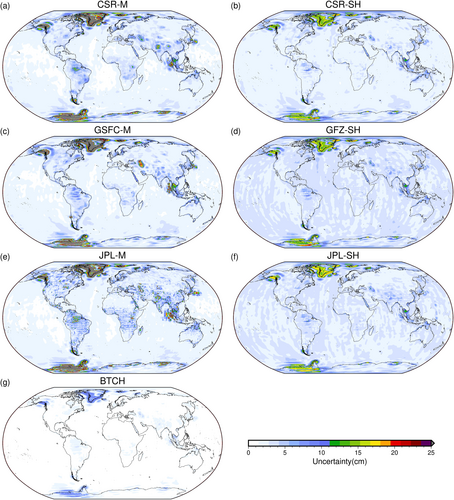 (a) CSR-M
(b) CSR-SH
(c) GSFC-M
(d) GFZ-SH
(e) JPL-M
(f) JPL-SH
(g) BTCH
0 5 10 15 20 25
Uncertainty(cm)